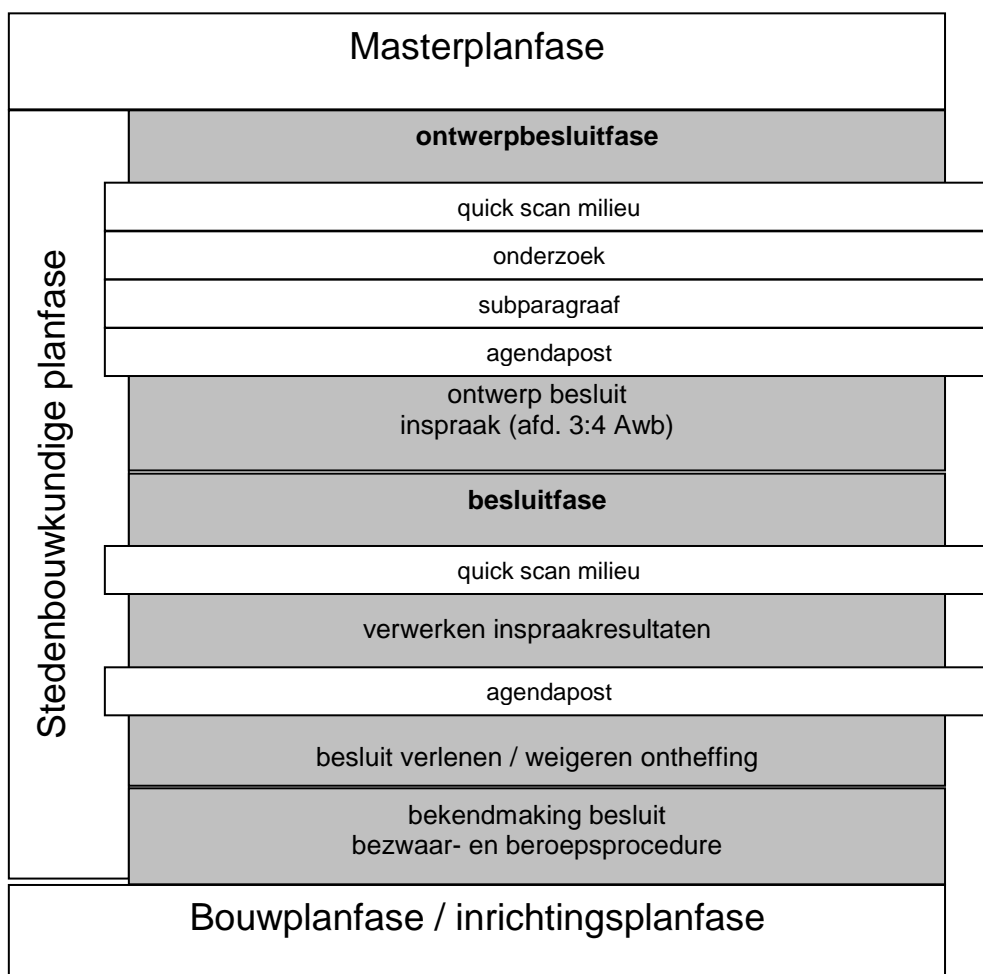 Masterplanfase
Stedenbouwkundige planfase
ontwerpbesluitfase
quick scan milieu
onderzoek
subparagraaf
agendapost
ontwerp besluit
inspraak (afd. 3:4 Awb)
besluitfase
quick scan milieu
verwerken inspraakresultaten
agendapost
besluit verlenen / weigeren ontheffing
bekendmaking besluit
bezwaar- en beroepsprocedure
Bouwplanfase / inrichtingsplanfase